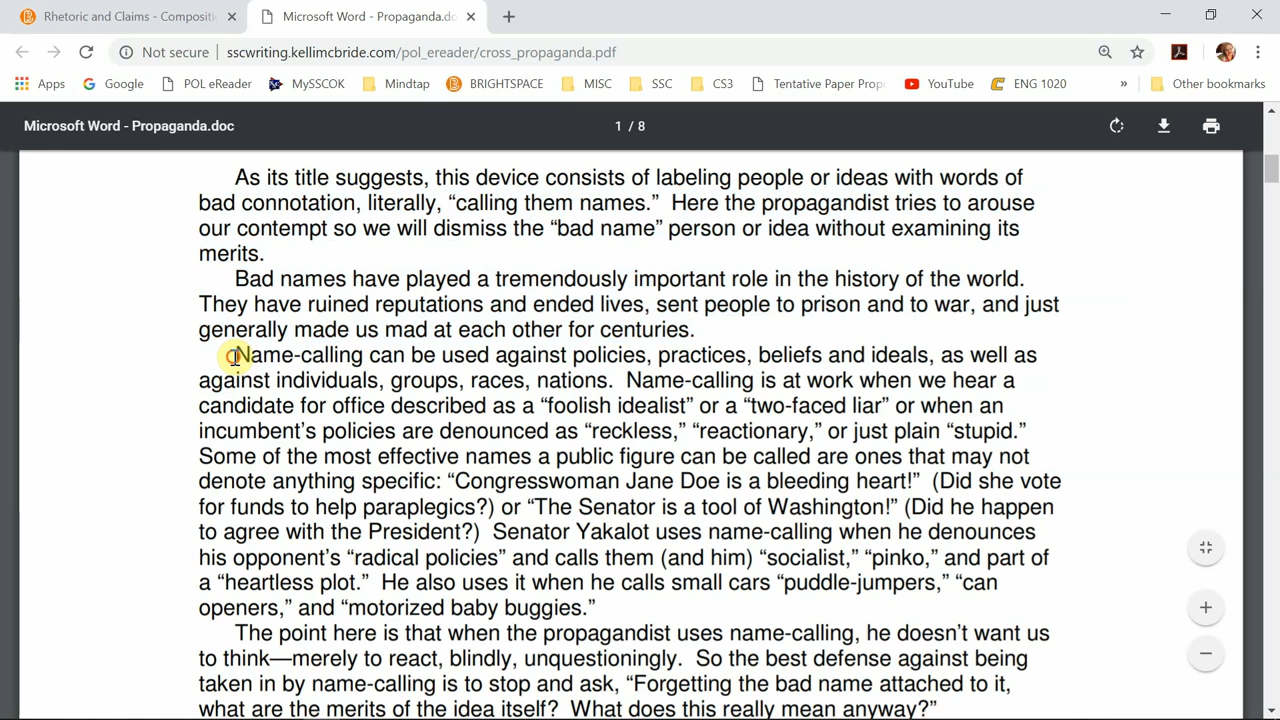 Rhetoric and Claims - Compositi
Microsoft Word - Propaganda.do
Not secure | sscwriting.kellimcbride.com/pol_ereader/cross_propaganda.pdf
Apps Google POL eReader MySSCOK Mindtap BRIGHTSPACE MISC SSC CS3 Tentative Paper Prop YouTube ENG 1020 » Other bookmarks
Microsoft Word - Propaganda.doc 1 / 8
As its title suggests, this device consists of labeling people or ideas with words of
bad connotation, literally, “calling them names.” Here the propagandist tries to arouse
our contempt so we will dismiss the “bad name” person or idea without examining its
merits.
Bad names have played a tremendously important role in the history of the world.
They have ruined reputations and ended lives, sent people to prison and to war, and just
generally made us mad at each other for centuries.
Name-calling can be used against policies, practices, beliefs and ideals, as well as
against individuals, groups, races, nations. Name-calling is at work when we hear a
candidate for office described as a “foolish idealist” or a “two-faced liar” or when an
incumbent’s policies are denounced as “reckless,” “reactionary,” or just plain “stupid.”
Some of the most effective names a public figure can be called are ones that may not
denote anything specific: “Congresswoman Jane Doe is a bleeding heart!” (Did she vote
for funds to help paraplegics?) or “The Senator is a tool of Washington!” (Did he happen
to agree with the President?) Senator Yakalot uses name-calling when he denounces
his opponent’s “radical policies” and calls them (and him) “socialist,” “pinko,” and part of
a “heartless plot.” He also uses it when he calls small cars “puddle-jumpers,” “can
openers,” and “motorized baby buggies.”
The point here is that when the propagandist uses name-calling, he doesn’t want us
to think—merely to react, blindly, unquestioningly. So the best defense against being
taken in by name-calling is to stop and ask, “Forgetting the bad name attached to it,
what are the merits of the idea itself? What does this really mean anyway?”